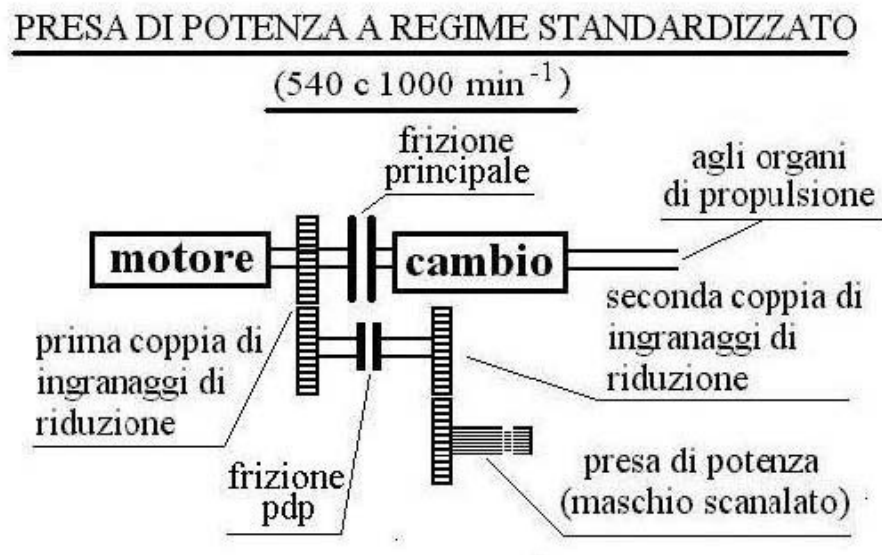 PRESA DI POTENZA A REGIME STANDARDIZZATO
(540 c 1000 min⁻¹)
frizione
principale
agli organi
di propulsione
motore
cambio
prima coppia di
ingranaggi di
riduzione
seconda coppia di
ingranaggi di
riduzione
frizione
pdp
presa di potenza
(maschio scanalato)